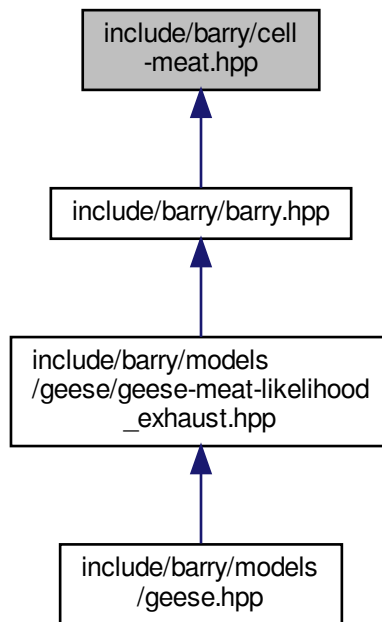 include/barry/cell
-meat.hpp
include/barry/barry.hpp
include/barry/models
/geese/geese-meat-likelihood
_exhaust.hpp
include/barry/models
/geese.hpp